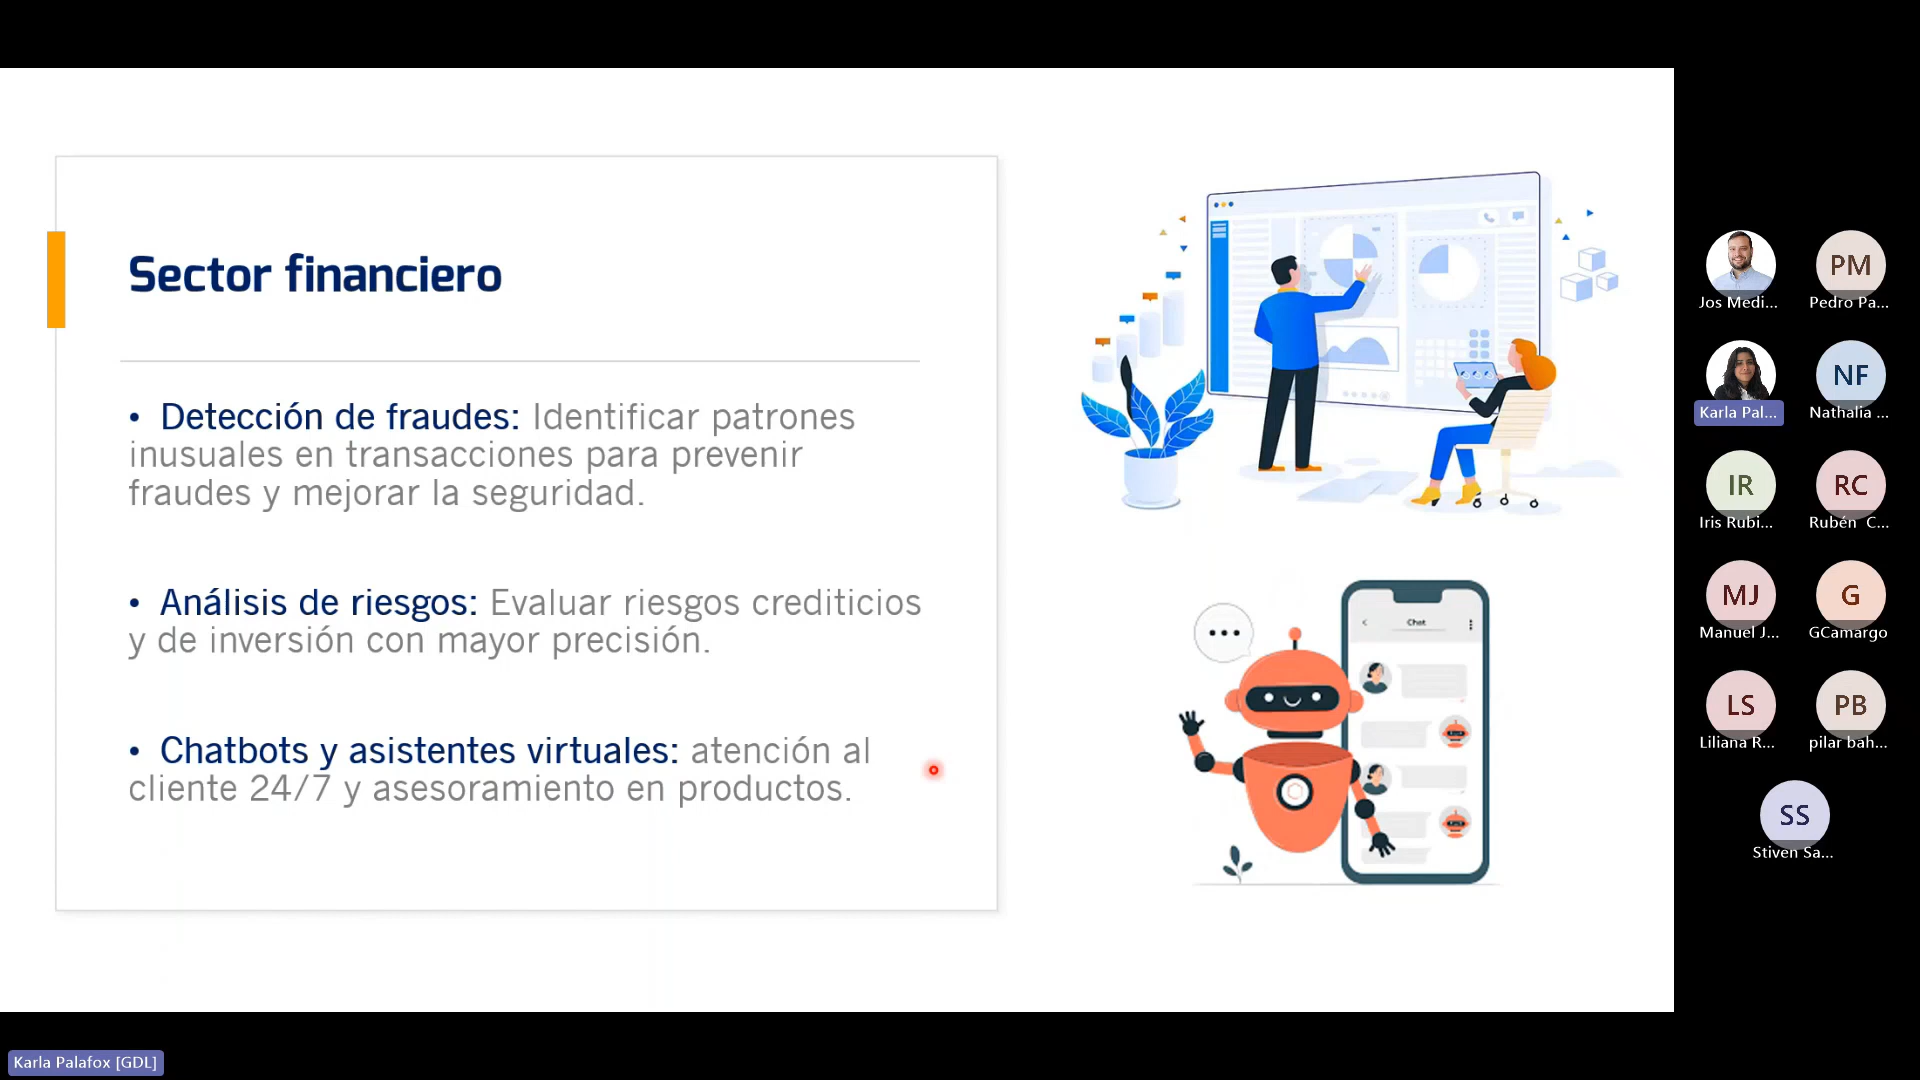 Sector financiero
• Detección de fraudes: Identificar patrones
inusuales en transacciones para prevenir
fraudes y mejorar la seguridad.
• Análisis de riesgos: Evaluar riesgos crediticios
y de inversión con mayor precisión.
• Chatbots y asistentes virtuales: atención al
cliente 24/7 y asesoramiento en productos.
Chat
Jos Medi...
PM
Pedro Pa...
Karla Pal...
NF
Nathalia ...
IR
Iris Rubi...
RC
Rubén C...
MJ
Manuel J...
G
GCamargo
LS
Liliana R...
PB
pilar bah...
SS
Stiven Sa...
Karla Palafox [GDL]